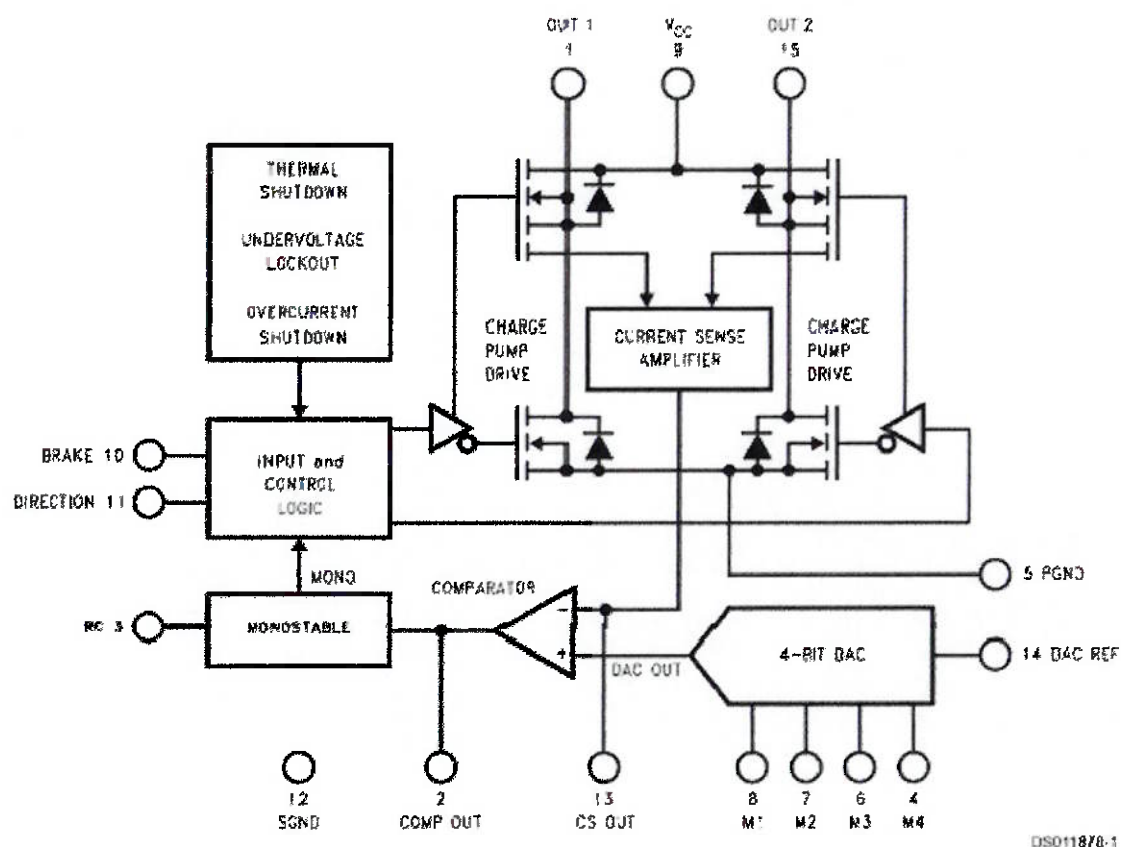 OUT 1
1
VCC
9
OUT 2
15
THERMAL
SHUTDOWN
UNDERVOLTAGE
LOCKOUT
OVERCURRENT
SHUTDOWN
CHARGE
PUMP
DRIVE
CURRENT SENSE
AMPLIFIER
CHARGE
PUMP
DRIVE
BRAKE 10
DIRECTION 11
INPUT and
CONTROL
LOGIC
MONO
COMPARATOR
5 PGND
RC 3
MONOSTABLE
−
+
DAC OUT
4-BIT DAC
14 DAC REF
12
SGND
2
COMP OUT
13
CS OUT
8
M1
7
M2
6
M3
4
M4
DS011878-1